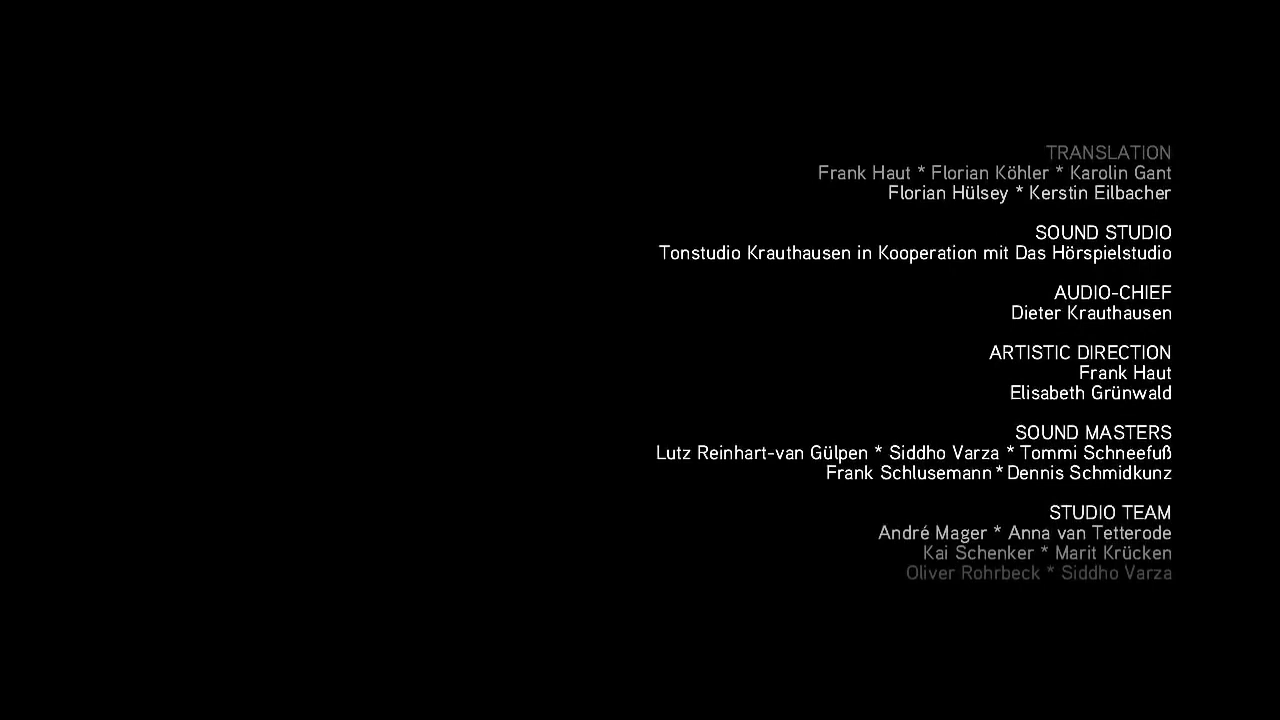 TRANSLATION
Frank Haut * Florian Köhler * Karolin Gant
Florian Hülsey * Kerstin Eilbacher
SOUND STUDIO
Tonstudio Krauthausen in Kooperation mit Das Hörspielstudio
AUDIO-CHIEF
Dieter Krauthausen
ARTISTIC DIRECTION
Frank Haut
Elisabeth Grünwald
SOUND MASTERS
Lutz Reinhart-van Gülpen * Siddho Varza * Tommi Schneefuß
Frank Schlusemann * Dennis Schmidkunz
STUDIO TEAM
André Mager * Anna van Tetterode
Kai Schenker * Marit Krücken
Oliver Rohrbeck * Siddho Varza